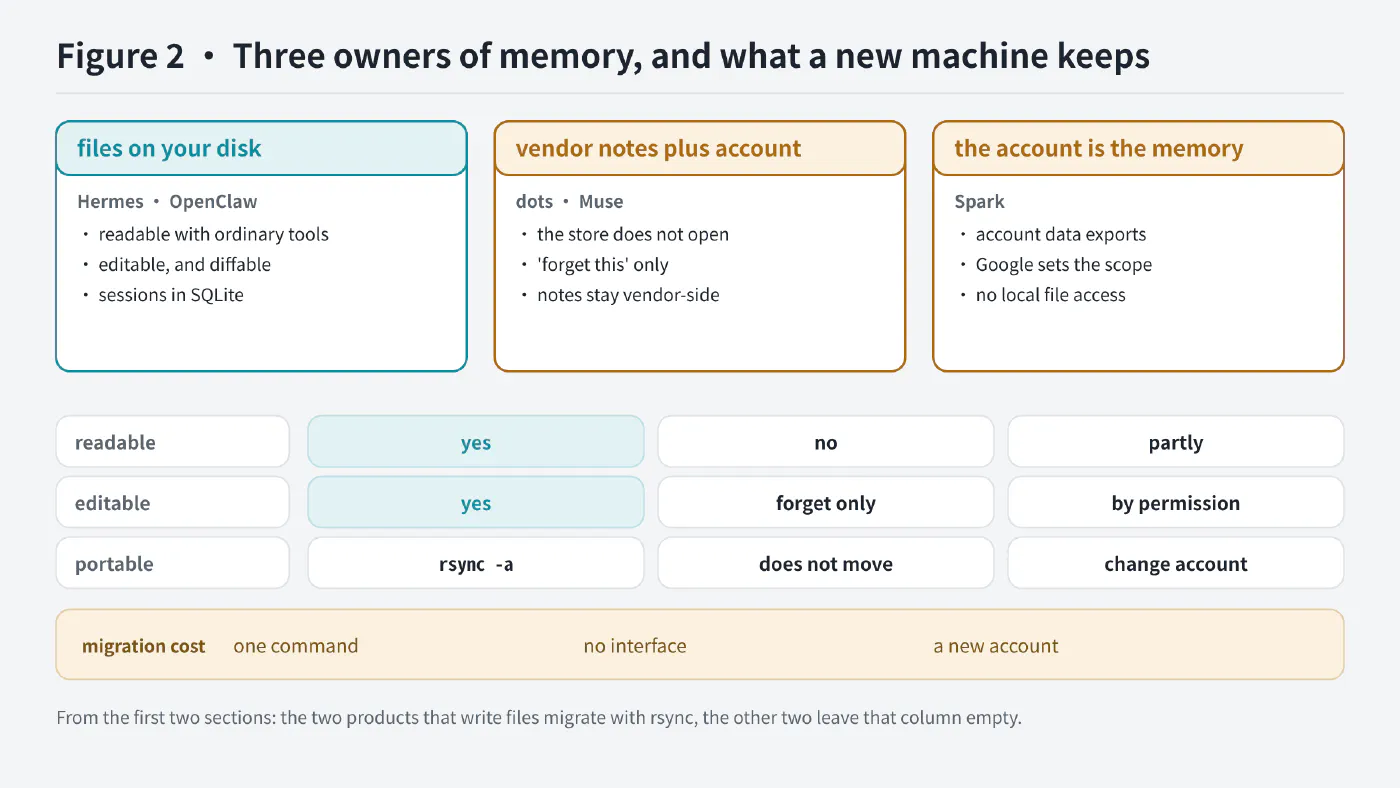 Figure 2 • Three owners of memory, and what a new machine keeps
files on your disk
Hermes • OpenClaw
• readable with ordinary tools
• editable, and diffable
• sessions in SQLite
vendor notes plus account
dots • Muse
• the store does not open
• 'forget this' only
• notes stay vendor-side
the account is the memory
Spark
• account data exports
• Google sets the scope
• no local file access
readable yes no partly
editable yes forget only by permission
portable rsync -a does not move change account
migration cost one command no interface a new account
From the first two sections: the two products that write files migrate with rsync, the other two leave that column empty.